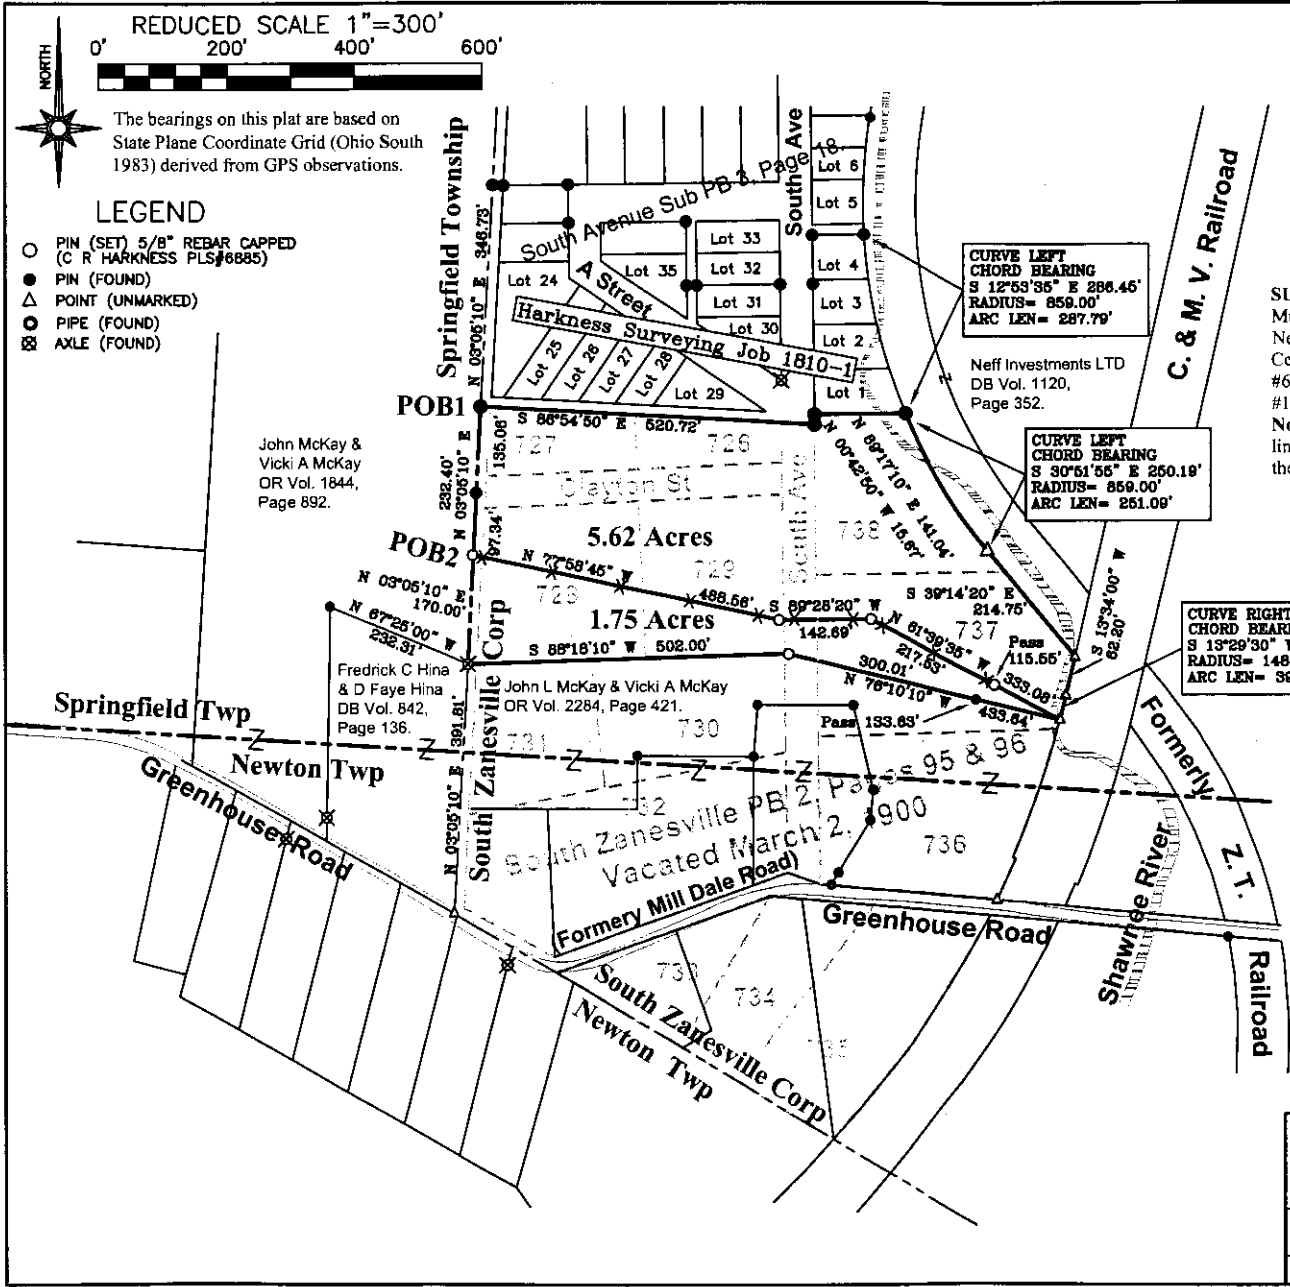 REDUCED SCALE 1"=300'
0' 200' 400' 600'
NORTH
The bearings on this plat are based on
State Plane Coordinate Grid (Ohio South
1983) derived from GPS observations.
LEGEND
PIN (SET) 5/8" REBAR CAPPED
(C R HARKNESS PLS#6885)
PIN (FOUND)
POINT (UNMARKED)
PIPE (FOUND)
AXLE (FOUND)
Springfield Township
N 03°05'10" E 346.73'
South Avenue Sub PB 3, Page 18.
South Ave
Lot 6
Lot 5
Lot 4
Lot 3
Lot 2
Lot 1
Lot 33
Lot 32
Lot 31
Lot 30
Lot 35
Lot 24
A Street
Harkness Surveying Job 1810-1
Lot 25
Lot 26
Lot 27
Lot 28
Lot 29
CURVE LEFT
CHORD BEARING
S 12°53'35" E 286.45'
RADIUS= 859.00'
ARC LEN= 287.79'
C. & M. V. Railroad
Neff Investments LTD
DB Vol. 1120,
Page 352.
CURVE LEFT
CHORD BEARING
S 30°51'55" E 250.19'
RADIUS= 859.00'
ARC LEN= 251.09'
POB1
S 86°54'50" E 520.72'
727
726
Clayton St
South Ave
N 89°17'10" E 141.04'
N 00°42'50" W 15.67'
738
John McKay &
Vicki A McKay
OR Vol. 1844,
Page 892.
232.40'
N 03°05'10" E
135.06'
97.34'
5.62 Acres
POB2
N 77°58'45" W
488.56'
728
729
S 89°25'20" W
142.69'
S 39°14'20" E
214.75'
N 61°39'35" W
217.53'
737
Pass
115.55'
333.08'
S 13°34'00" W
62.20'
CURVE RIGHT
CHORD BEARI
S 13°29'30" W
RADIUS= 148
ARC LEN= 39
N 03°05'10" E
170.00'
N 67°25'00" W
232.31'
1.75 Acres
S 88°18'10" W 502.00'
300.01'
N 76°10'10" W
Pass 133.63'
433.64'
Fredrick C Hina
& D Faye Hina
DB Vol. 842,
Page 136.
John L McKay & Vicki A McKay
OR Vol. 2284, Page 421.
N 03°05'10" E 391.81'
South Zanesville Corp
Springfield Twp
Newton Twp
Z Z Z Z Z Z
731
730
732
South Zanesville PB 2, Pages 95 & 96
Vacated March 2, 1900
736
Greenhouse Road
(Formery Mill Dale Road)
Greenhouse Road
Shawnee River
Formerly
Z. T.
Railroad
733
734
735
South Zanesville Corp
Newton Twp